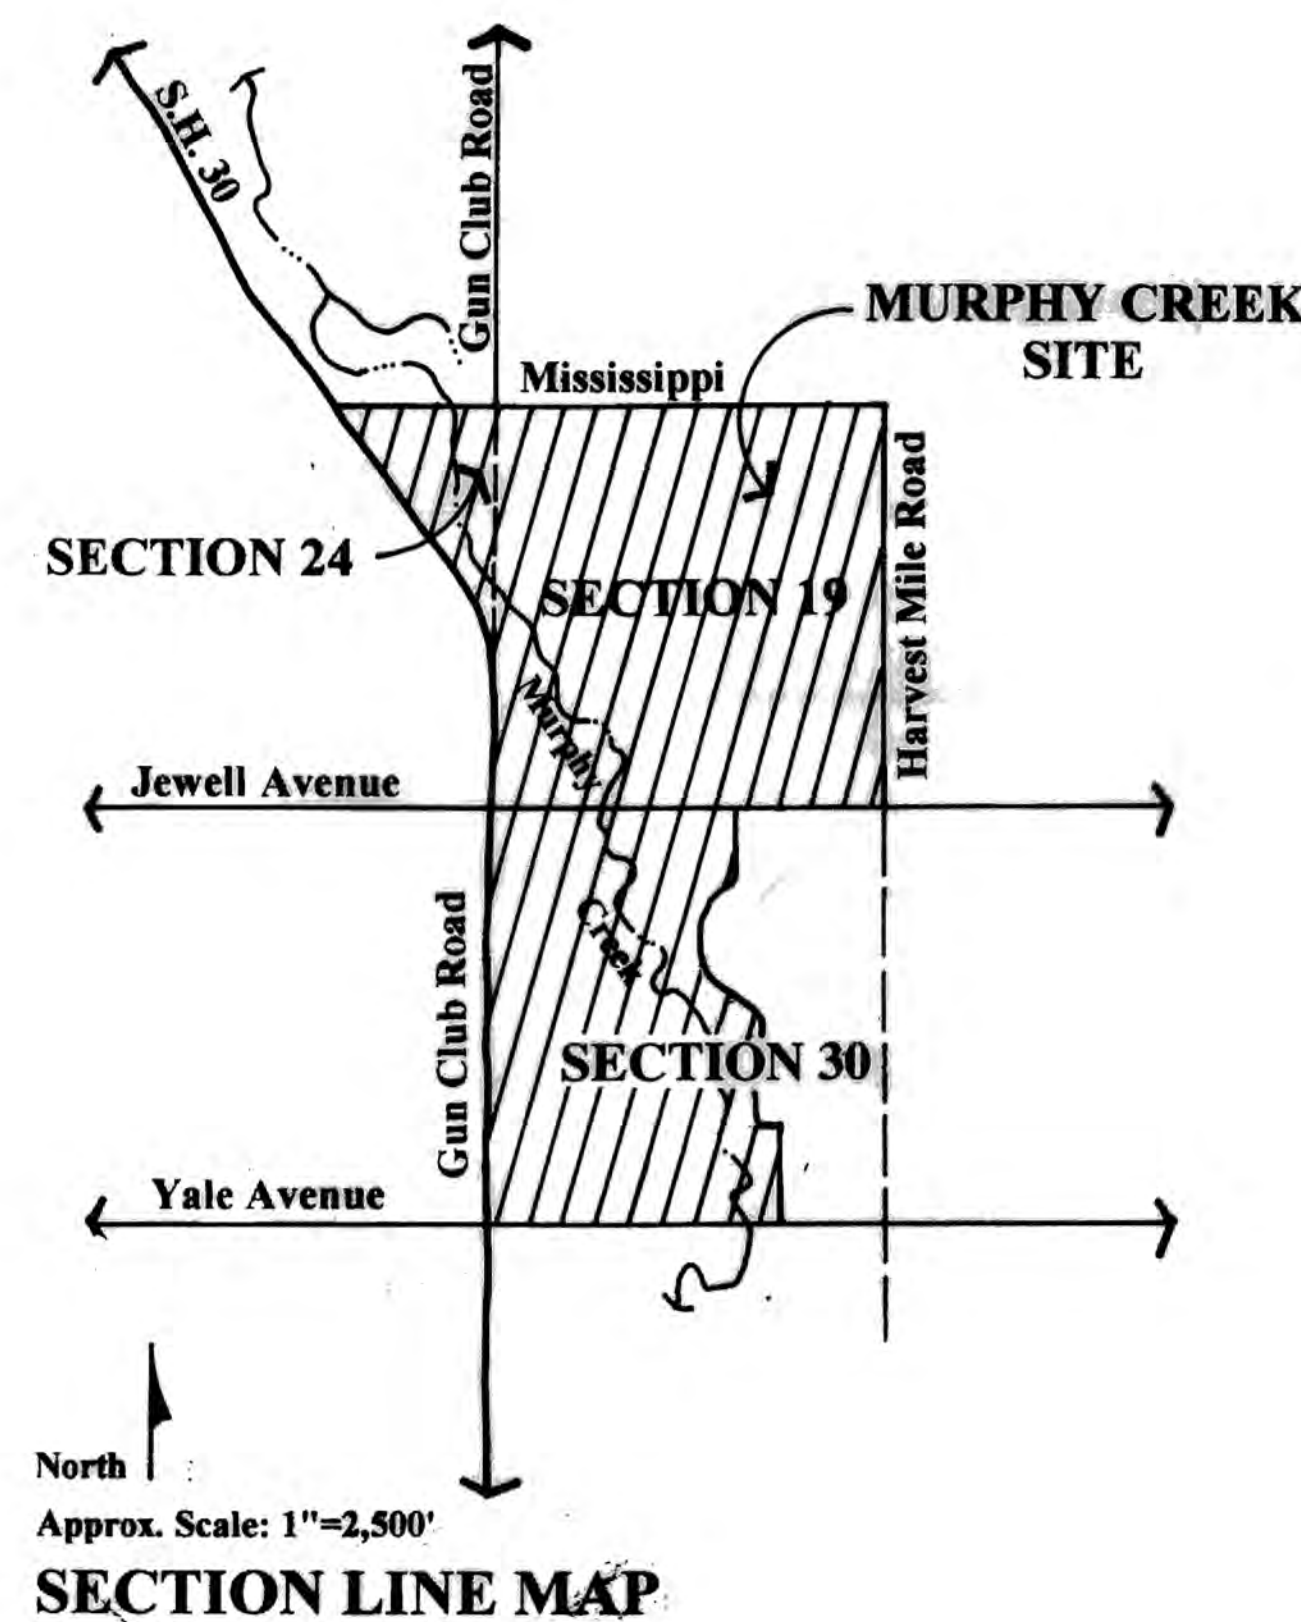 S.H. 30
Gun Club Road
MURPHY CREEK
SITE
Mississippi
SECTION 24
SECTION 19
Harvest Mile Road
Murphy
Jewell Avenue
Creek
Gun Club Road
SECTION 30
Yale Avenue
North
Approx. Scale: 1"=2,500'
SECTION LINE MAP